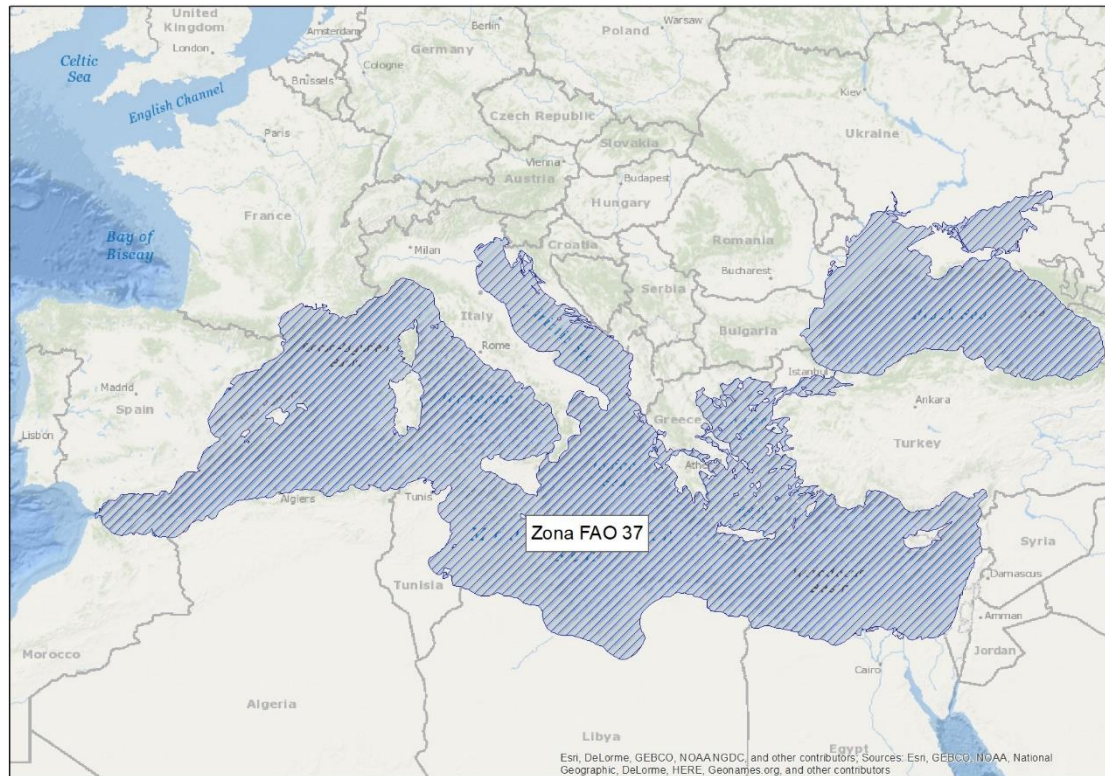 United
Kingdom
London
Celtic
Sea
English Channel
Amsterdam
Berlin
Warsaw
Poland
Germany
Cologne
Brussels
Kiev
Paris
Czech Republic
Ukraine
Slovakia
Vienna
Austria
Budapest
Hungary
France
Bay of
Biscay
Milan
Croatia
Romania
Bucharest
Serbia
Italy
Bulgaria
Rome
Istanbul
Madrid
Spain
Ankara
Greece
Turkey
Lisbon
Algiers
Tunis
Zona FAO 37
Syria
Tunisia
Damascus
Amman
Jordan
Morocco
Cairo
Algeria
Libya
Egypt
Esri, DeLorme, GEBCO, NOAA NGDC, and other contributors; Sources: Esri, GEBCO, NOAA, National
Geographic, DeLorme, HERE, Geonames.org, and other contributors